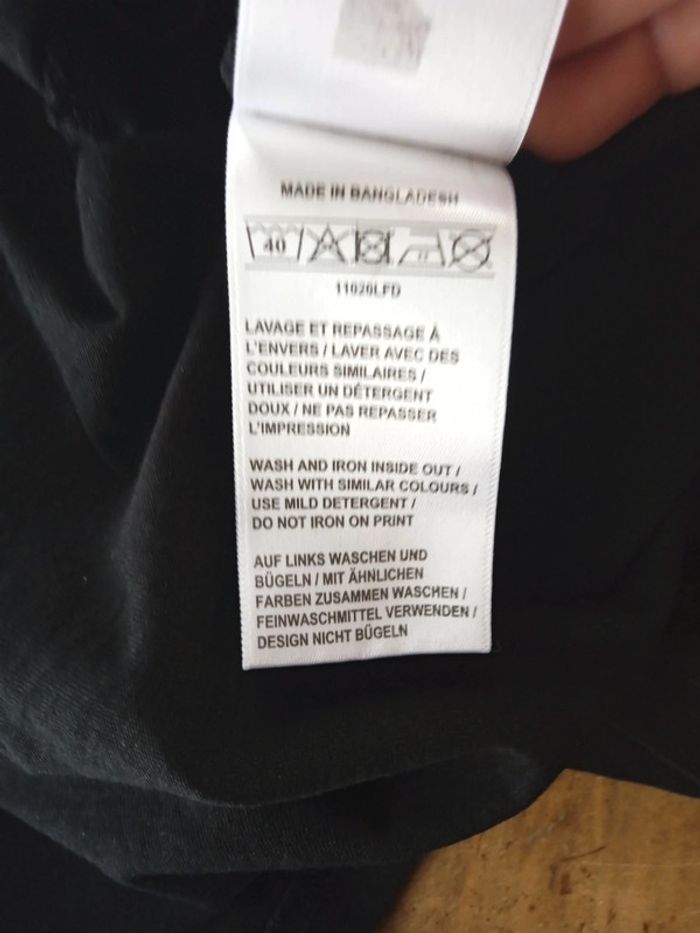 MADE IN BANGLADESH
40
11020LFD
LAVAGE ET REPASSAGE À
L'ENVERS / LAVER AVEC DES
COULEURS SIMILAIRES /
UTILISER UN DÉTERGENT
DOUX / NE PAS REPASSER
L'IMPRESSION
WASH AND IRON INSIDE OUT /
WASH WITH SIMILAR COLOURS /
USE MILD DETERGENT /
DO NOT IRON ON PRINT
AUF LINKS WASCHEN UND
BÜGELN / MIT ÄHNLICHEN
FARBEN ZUSAMMEN WASCHEN /
FEINWASCHMITTEL VERWENDEN /
DESIGN NICHT BÜGELN